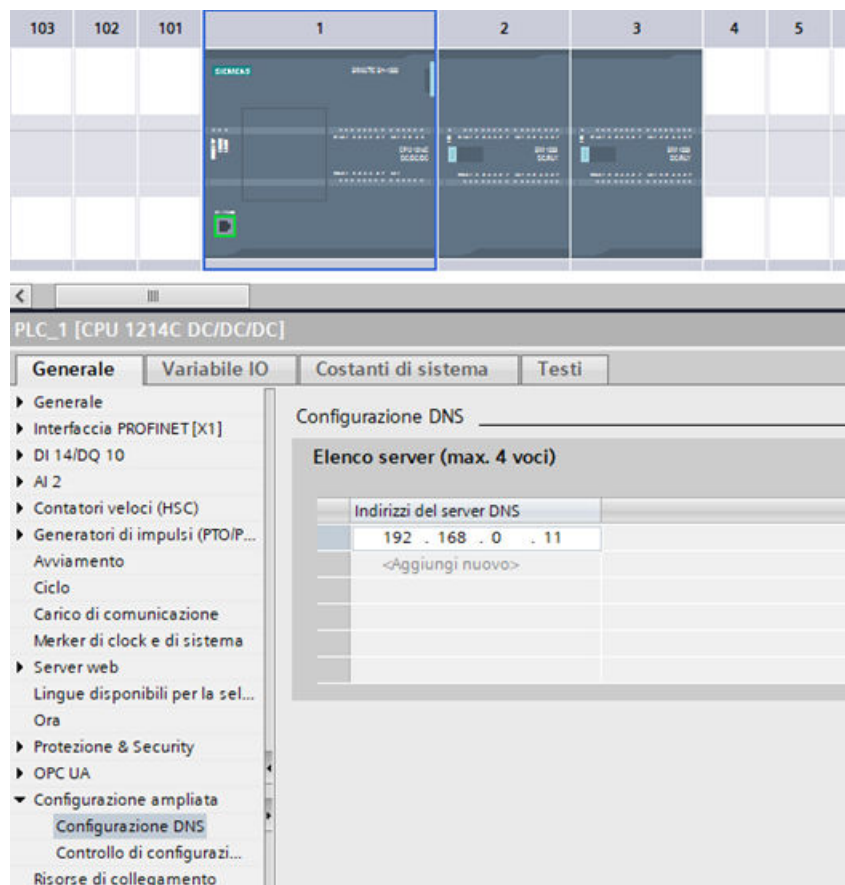 103 102 101 1 2 3 4 5
SIEMENS
PLC_1 [CPU 1214C DC/DC/DC]
Generale Variabile IO Costanti di sistema Testi
Generale
Interfaccia PROFINET [X1]
DI 14/DQ 10
AI 2
Contatori veloci (HSC)
Generatori di impulsi (PTO/P...
Avviamento
Ciclo
Carico di comunicazione
Merker di clock e di sistema
Server web
Lingue disponibili per la sel...
Ora
Protezione & Security
OPC UA
Configurazione ampliata
Configurazione DNS
Controllo di configurazi...
Risorse di collegamento
Configurazione DNS
Elenco server (max. 4 voci)
Indirizzi del server DNS
192 . 168 . 0 . 11
<Aggiungi nuovo>